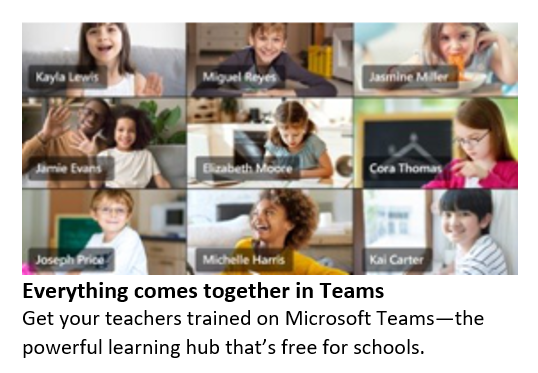 Kayla Lewis
Miguel Reyes
Jasmine Miller
Jamie Evans
Elizabeth Moore
Cora Thomas
Joseph Price
Michelle Harris
Kai Carter
Everything comes together in Teams
Get your teachers trained on Microsoft Teams—the
powerful learning hub that’s free for schools.